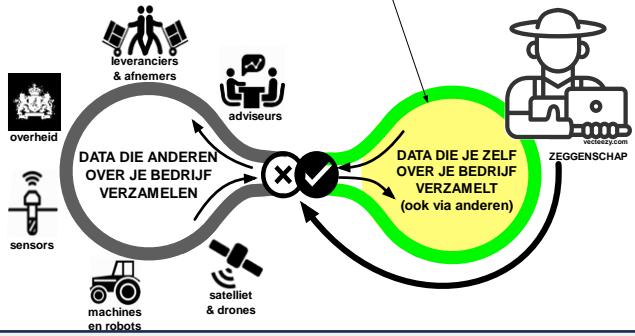 leveranciers
& afnemers
adviseurs
overheid
DATA DIE ANDEREN
OVER JE BEDRIJF
VERZAMELEN
DATA DIE JE ZELF
OVER JE BEDRIJF
VERZAMELT
(ook via anderen)
vecteezy.com
ZEGGENSCHAP
sensors
satelliet
& drones
machines
en robots